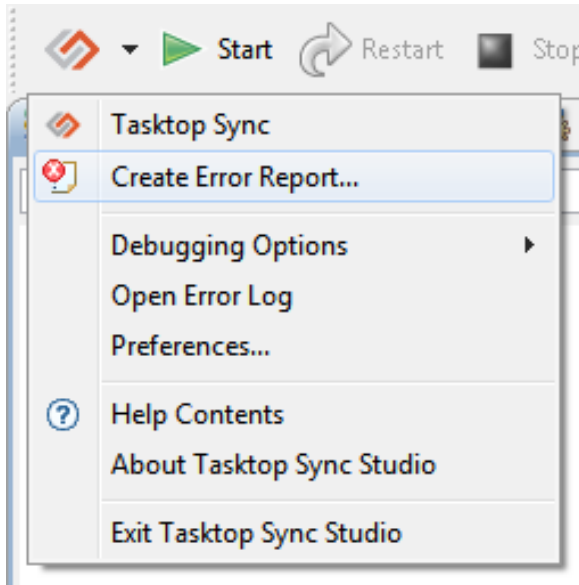 Start Restart Stop
Tasktop Sync
Create Error Report...
Debugging Options
Open Error Log
Preferences...
Help Contents
About Tasktop Sync Studio
Exit Tasktop Sync Studio